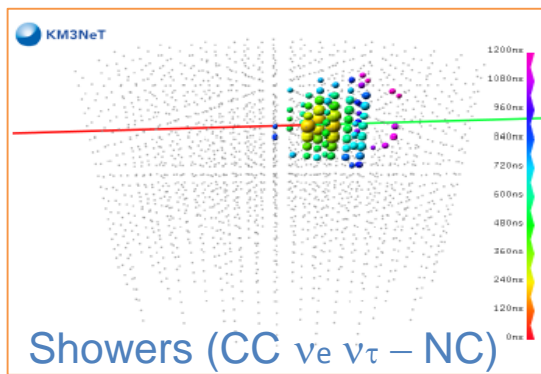 KM3NeT
1200ns
1080ns
960ns
840ns
720ns
600ns
480ns
360ns
240ns
120ns
0ns
Showers (CC νe ντ – NC)